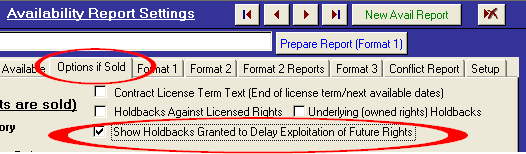 Availability Report Settings
New Avail Report
Prepare Report (Format 1)
Available Options if Sold Format 1 Format 2 Format 2 Reports Format 3 Conflict Report Setup
Contract License Term Text (End of license term/next available dates)
ts are sold)
Holdbacks Against Licensed Rights Underlying (owned rights) Holdbacks
ory
Show Holdbacks Granted to Delay Exploitation of Future Rights